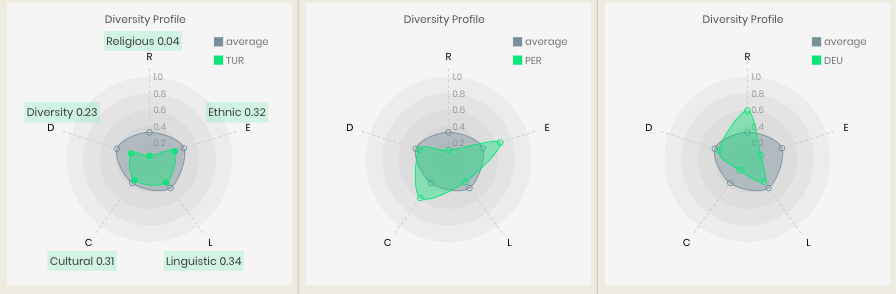 Diversity Profile
Religious 0.04
average
TUR
R
1.0
0.8
0.6
0.4
0.2
Diversity 0.23
Ethnic 0.32
D
E
C
L
Cultural 0.31
Linguistic 0.34
Diversity Profile
average
PER
R
1.0
0.8
0.6
0.4
0.2
D
E
C
L
Diversity Profile
average
DEU
R
1.0
0.8
0.6
0.4
0.2
D
E
C
L